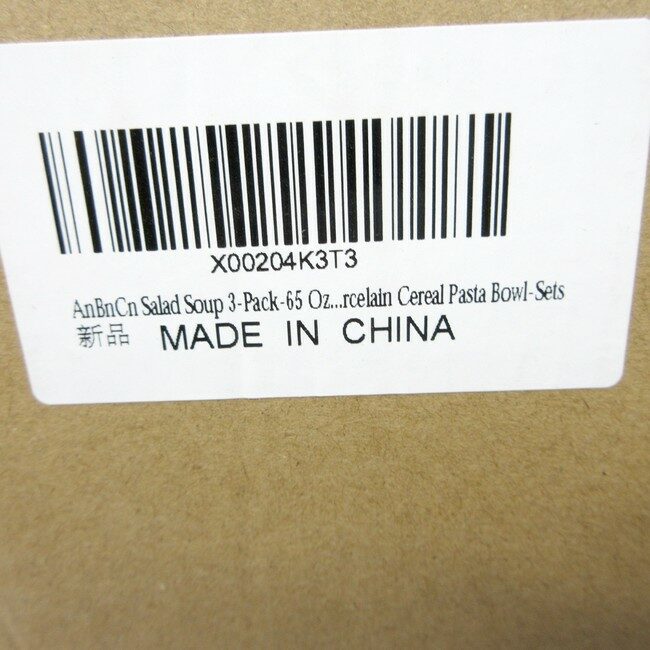 X00204K3T3
AnBnCn Salad Soup 3-Pack-65 Oz...rcelain Cereal Pasta Bowl-Sets
新品 MADE IN CHINA